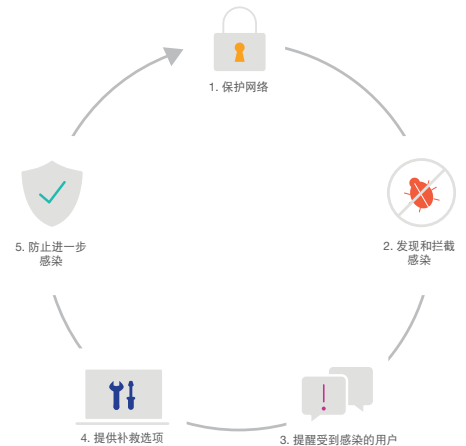 1. 保护网络
2. 发现和拦截
感染
3. 提醒受到感染的用户
4. 提供补救选项
5. 防止进一步
感染